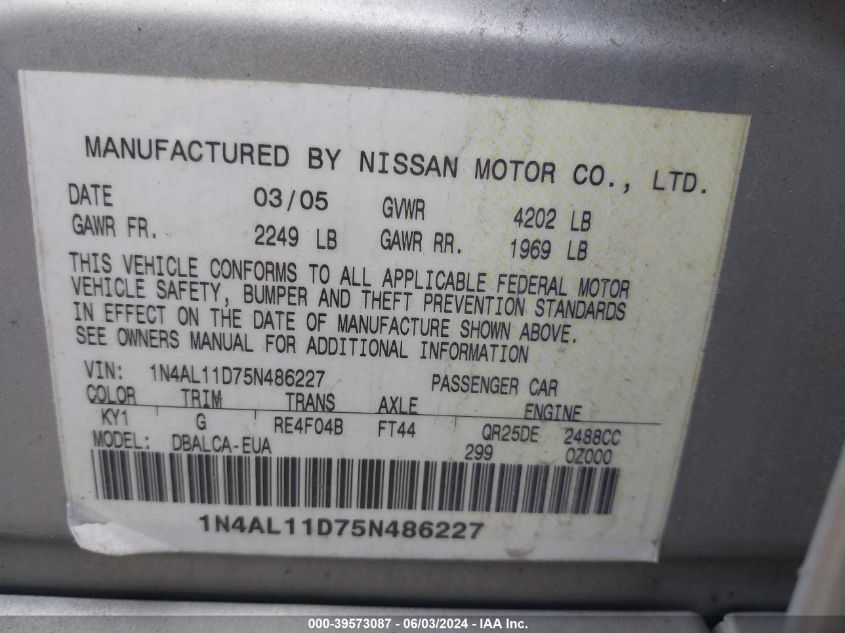 MANUFACTURED BY NISSAN MOTOR CO., LTD.
DATE 03/05 GVWR 4202 LB
GAWR FR. 2249 LB GAWR RR. 1969 LB
THIS VEHICLE CONFORMS TO ALL APPLICABLE FEDERAL MOTOR
VEHICLE SAFETY, BUMPER AND THEFT PREVENTION STANDARDS
IN EFFECT ON THE DATE OF MANUFACTURE SHOWN ABOVE.
SEE OWNERS MANUAL FOR ADDITIONAL INFORMATION
VIN: 1N4AL11D75N486227 PASSENGER CAR
COLOR TRIM TRANS AXLE ENGINE
KY1 G RE4F04B FT44 QR25DE 2488CC
MODEL: DBALCA-EUA 299 0Z000
1N4AL11D75N486227
000-39573087 - 06/03/2024 - IAA Inc.